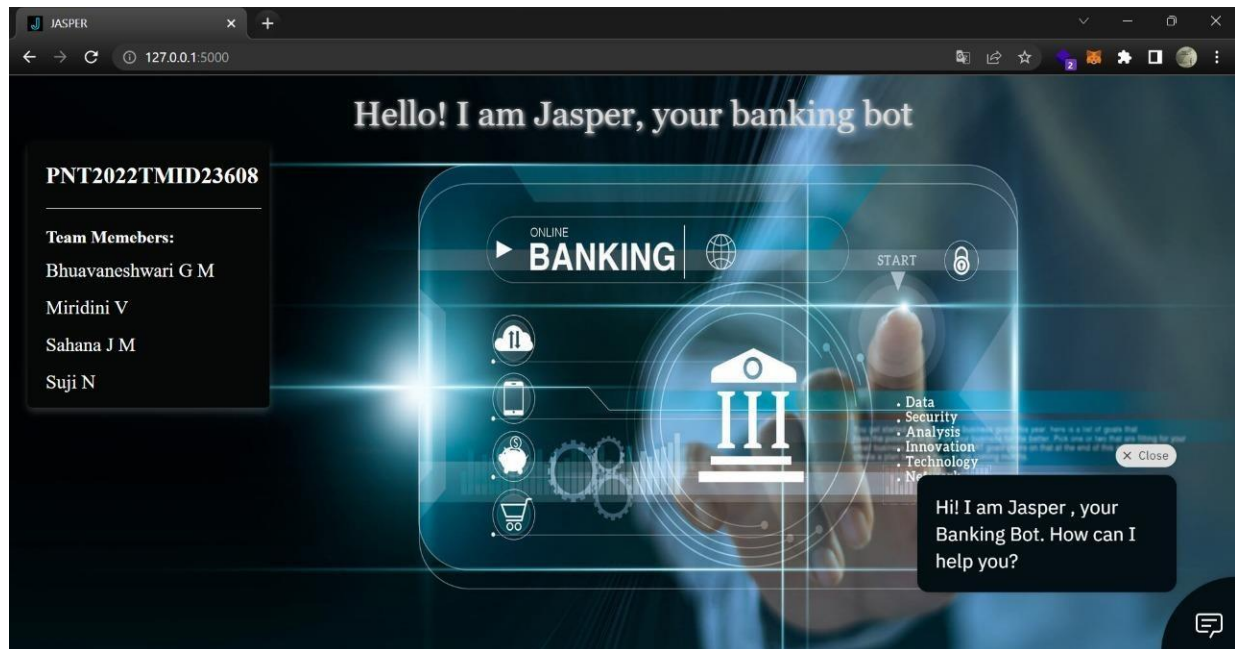 JASPER
127.0.0.1:5000
2
Hello! I am Jasper, your banking bot
PNT2022TMID23608
Team Memebers:
Bhuavaneshwari G M
Miridini V
Sahana J M
Suji N
ONLINE
BANKING
START
Data
Security
Analysis
Innovation
Technology
× Close
Hi! I am Jasper , your
Banking Bot. How can I
help you?